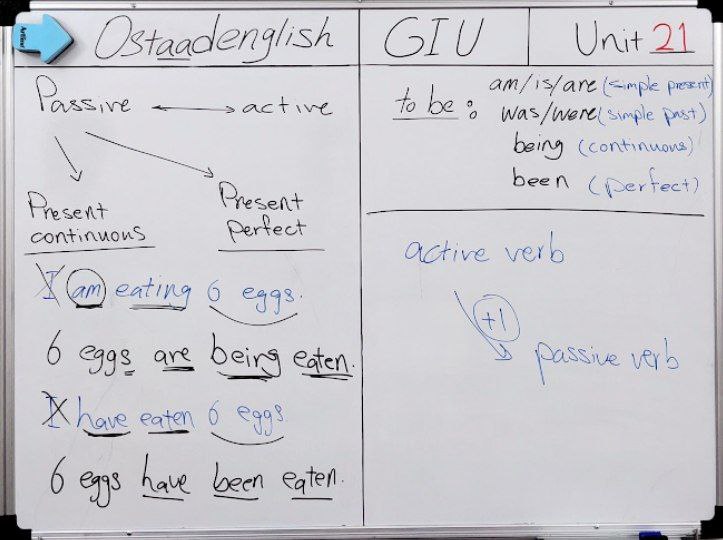 Ostaadenglish
GIU
Unit 21
Passive ⟷ active
Present
continuous
Present
perfect
I am eating 6 eggs.
6 eggs are being eaten.
I have eaten 6 eggs.
6 eggs have been eaten.
to be:
am/is/are (simple present)
was/were (simple past)
being (continuous)
been (perfect)
active verb
+1
passive verb